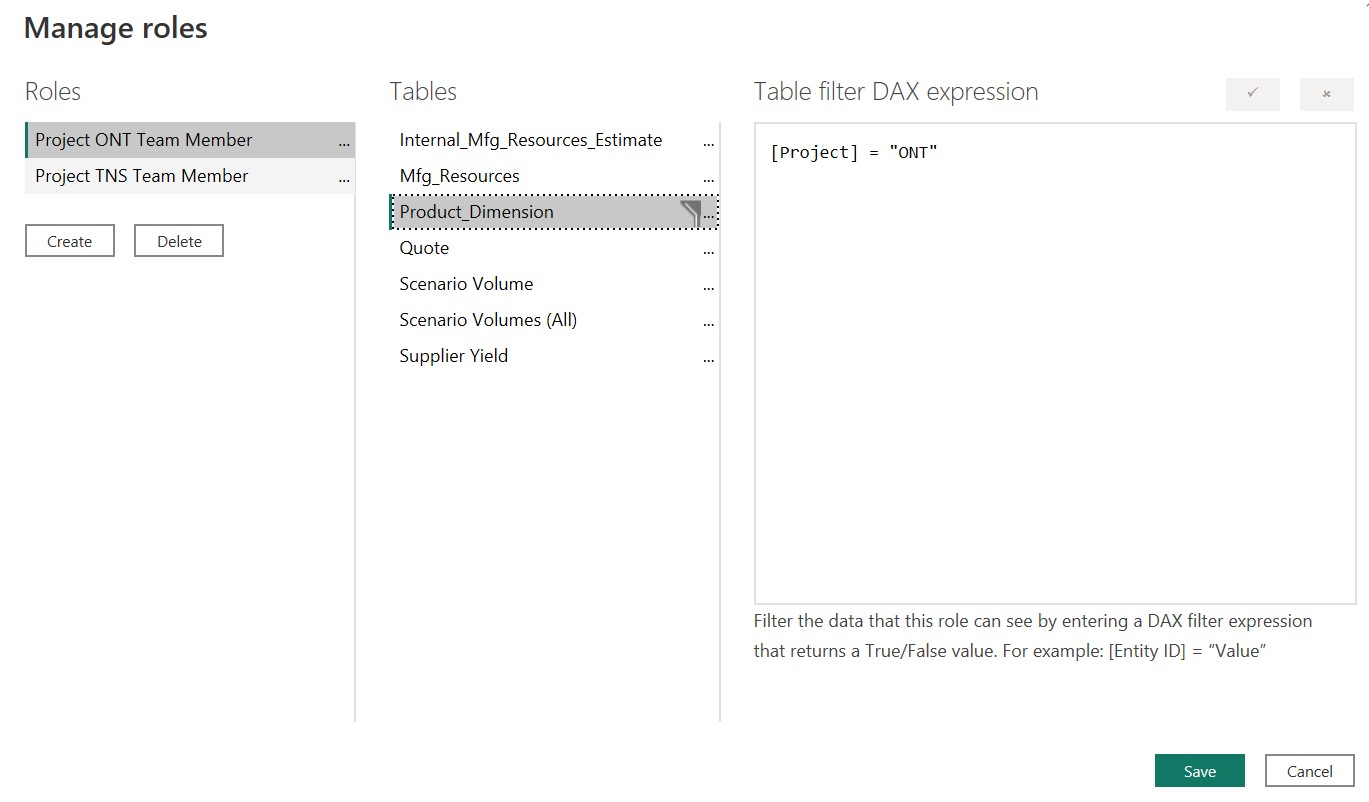 Manage roles
Roles
Project ONT Team Member ...
Project TNS Team Member ...
Create Delete
Tables
Internal_Mfg_Resources_Estimate ...
Mfg_Resources ...
Product_Dimension ...
Quote ...
Scenario Volume ...
Scenario Volumes (All) ...
Supplier Yield ...
Table filter DAX expression
[Project] = "ONT"
Filter the data that this role can see by entering a DAX filter expression
that returns a True/False value. For example: [Entity ID] = “Value”
Save Cancel